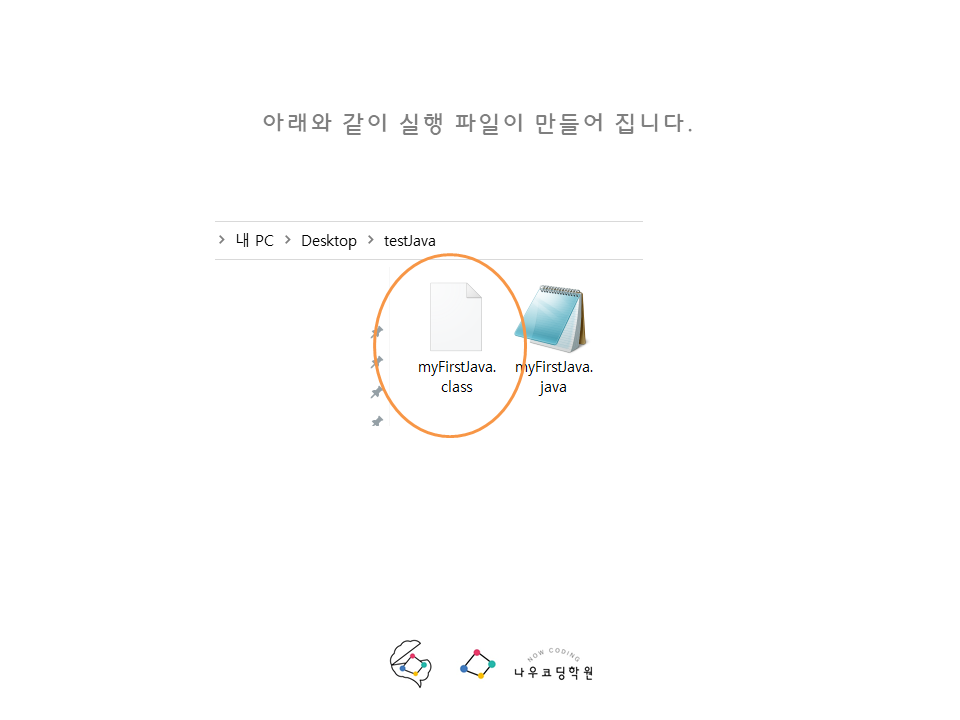 아래와 같이 실행 파일이 만들어 집니다.
내 PC > Desktop > testJava
myFirstJava.
class
myFirstJava.
java
NOW CODING
나우코딩학원